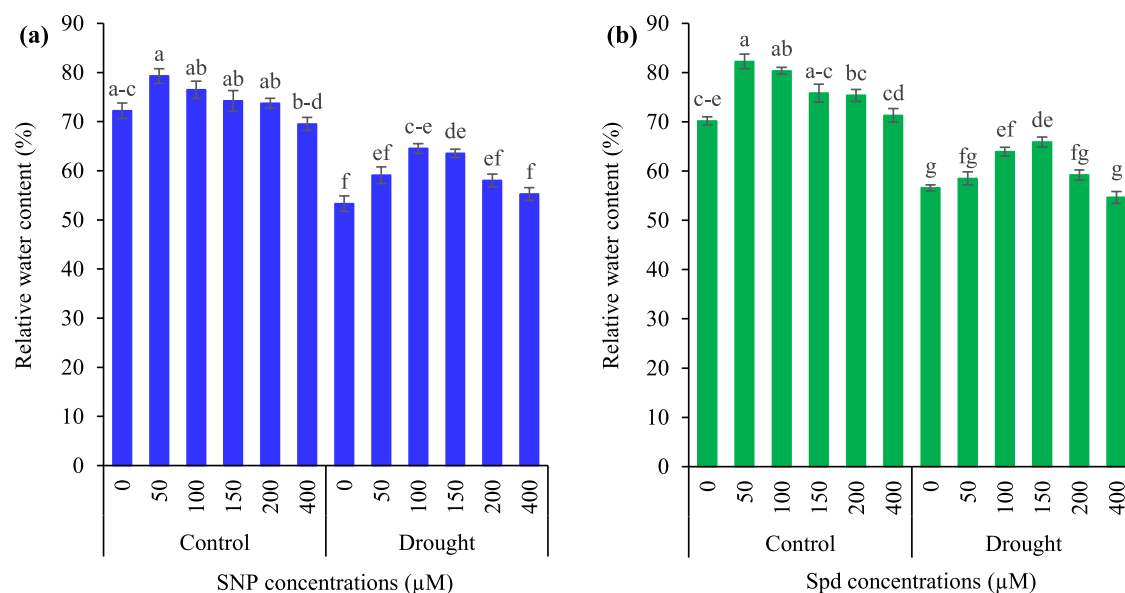 (a)
Relative water content (%)
90
80
70
60
50
40
30
20
10
0
a-c
a
ab
ab
ab
b-d
f
ef
c-e
de
ef
f
0 50 100 150 200 400 0 50 100 150 200 400
Control Drought
SNP concentrations (µM)
(b)
Relative water content (%)
90
80
70
60
50
40
30
20
10
0
c-e
a
ab
a-c
bc
cd
g
fg
ef
de
fg
g
0 50 100 150 200 400 0 50 100 150 200 400
Control Drought
Spd concentrations (µM)